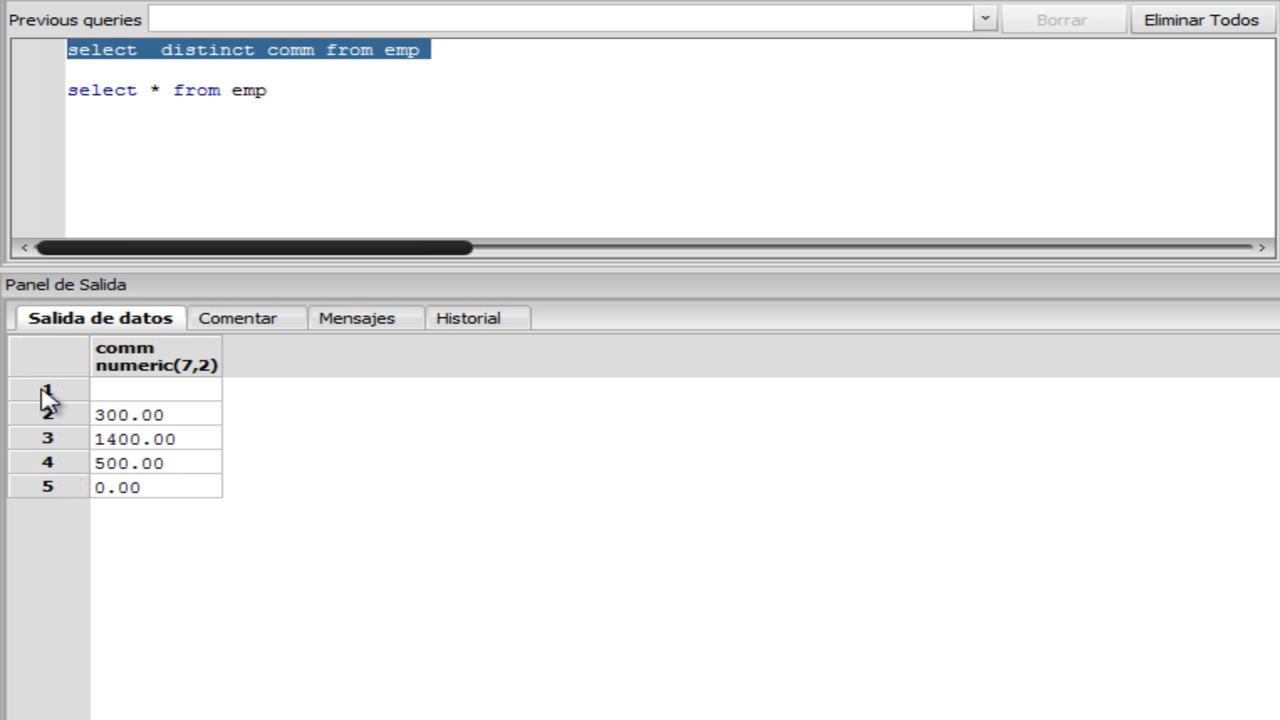 Previous queries Borrar Eliminar Todos
select  distinct comm from emp
select * from emp
< >
Panel de Salida
Salida de datos Comentar Mensajes Historial
comm
numeric(7,2)
1
2 300.00
3 1400.00
4 500.00
5 0.00